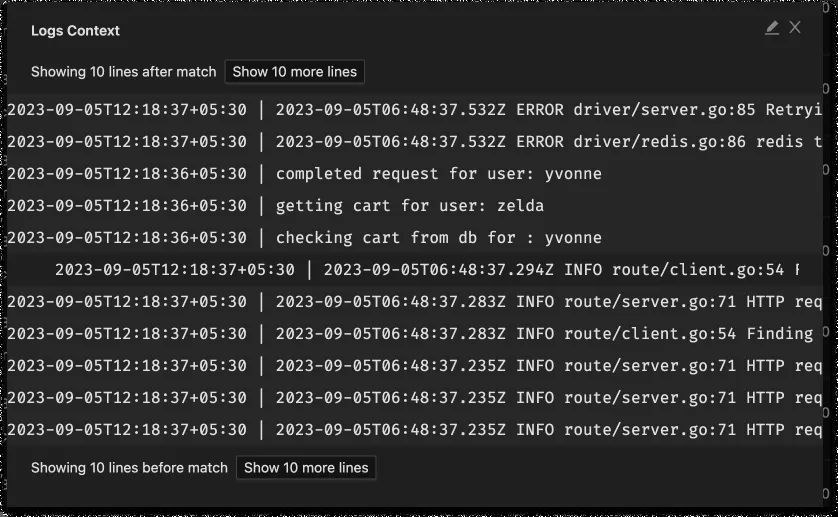 Logs Context
Showing 10 lines after match Show 10 more lines
2023-09-05T12:18:37+05:30 | 2023-09-05T06:48:37.532Z ERROR driver/server.go:85 Retryi
2023-09-05T12:18:37+05:30 | 2023-09-05T06:48:37.532Z ERROR driver/redis.go:86 redis t
2023-09-05T12:18:36+05:30 | completed request for user: yvonne
2023-09-05T12:18:36+05:30 | getting cart for user: zelda
2023-09-05T12:18:36+05:30 | checking cart from db for : yvonne
2023-09-05T12:18:37+05:30 | 2023-09-05T06:48:37.294Z INFO route/client.go:54
2023-09-05T12:18:37+05:30 | 2023-09-05T06:48:37.283Z INFO route/server.go:71 HTTP req
2023-09-05T12:18:37+05:30 | 2023-09-05T06:48:37.283Z INFO route/client.go:54 Finding
2023-09-05T12:18:37+05:30 | 2023-09-05T06:48:37.235Z INFO route/server.go:71 HTTP req
2023-09-05T12:18:37+05:30 | 2023-09-05T06:48:37.235Z INFO route/server.go:71 HTTP req
2023-09-05T12:18:37+05:30 | 2023-09-05T06:48:37.235Z INFO route/server.go:71 HTTP req
Showing 10 lines before match Show 10 more lines